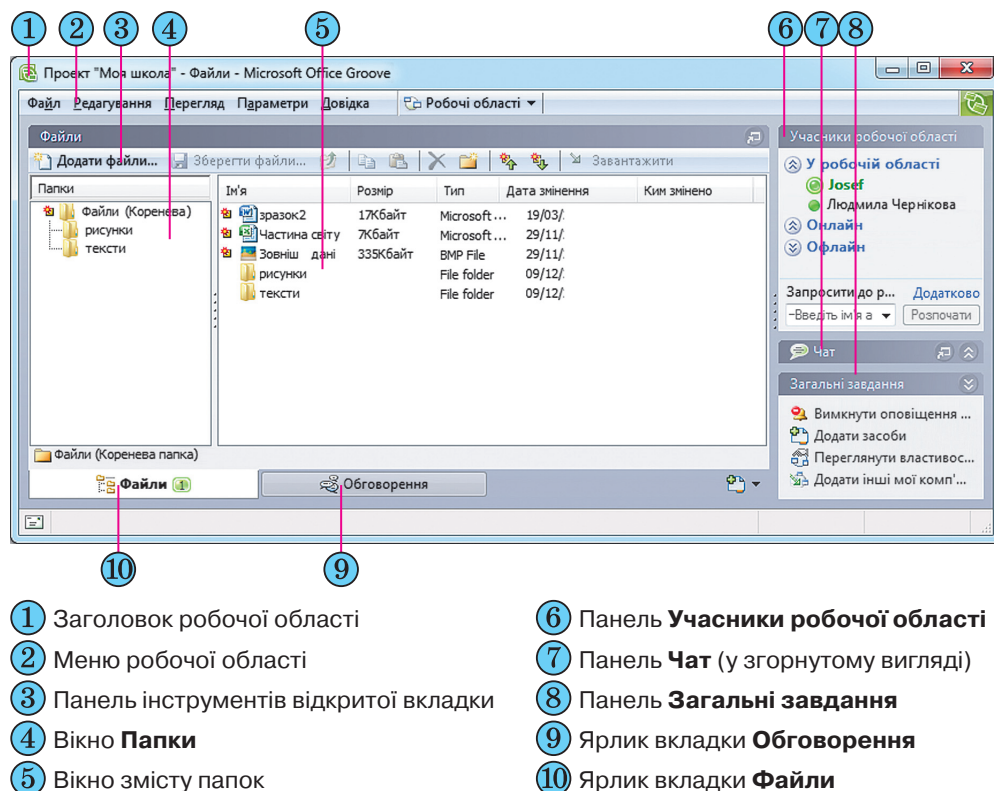 1 2 3 4 5 6 7 8
Проект "Моя школа" - Файли - Microsoft Office Groove
Файл Редагування Перегляд Параметри Довідка Робочі області
Файли
Додати файли... Зберегти файли... Завантажити
Папки
Файли (Коренева)
рисунки
тексти
Ім'я Розмір Тип Дата змінення Ким змінено
зразок2 17Кбайт Microsoft ... 19/03/
Частина світу 7Кбайт Microsoft ... 29/11/
Зовніш дані 335Кбайт BMP File 29/11/
рисунки File folder 09/12/
тексти File folder 09/12/
Файли (Коренева папка)
Файли 1 Обговорення
Учасники робочої області
У робочій області
Josef
Людмила Чернікова
Онлайн
Офлайн
Запросити до р... Додатково
-Введіть ім'я а Розпочати
Чат
Загальні завдання
Вимкнути оповіщення ...
Додати засоби
Переглянути властивос...
Додати інші мої комп'...
10 9
1 Заголовок робочої області
2 Меню робочої області
3 Панель інструментів відкритої вкладки
4 Вікно Папки
5 Вікно змісту папок
6 Панель Учасники робочої області
7 Панель Чат (у згорнутому вигляді)
8 Панель Загальні завдання
9 Ярлик вкладки Обговорення
10 Ярлик вкладки Файли